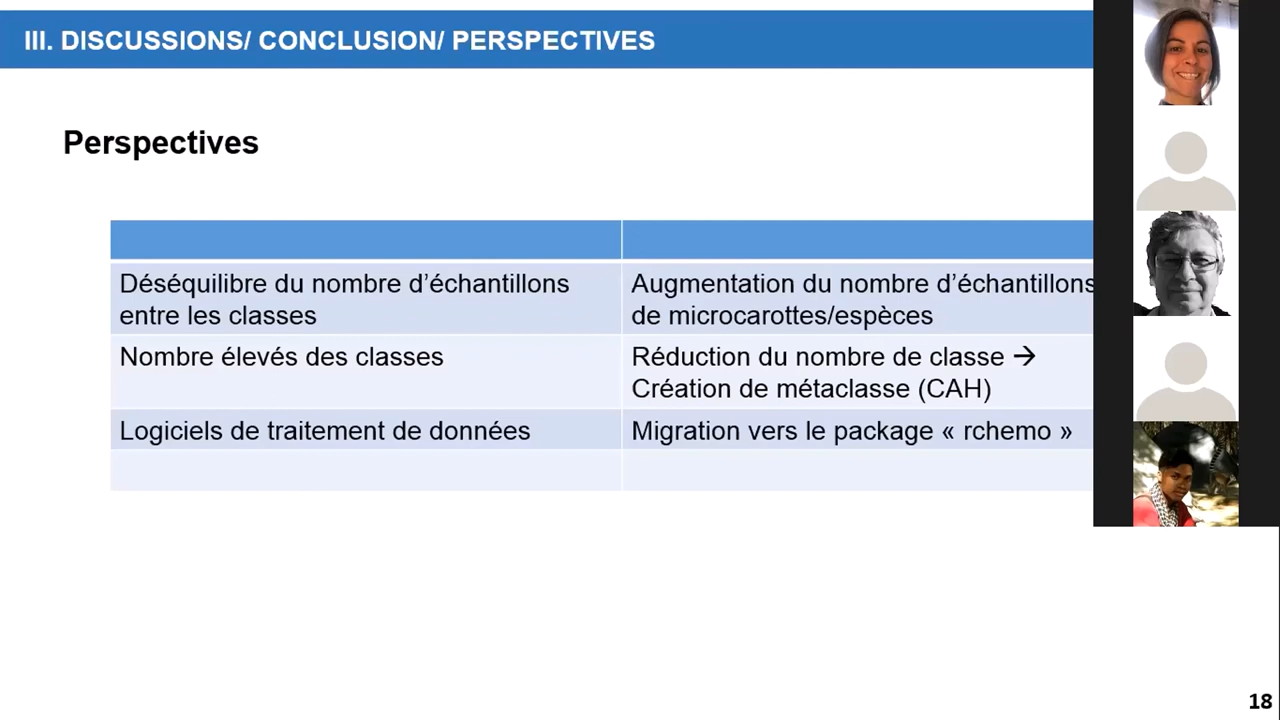 III. DISCUSSIONS/ CONCLUSION/ PERSPECTIVES
Perspectives
Déséquilibre du nombre d’échantillons
entre les classes
Augmentation du nombre d’échantillons
de microcarottes/espèces
Nombre élevés des classes
Réduction du nombre de classe →
Création de métaclasse (CAH)
Logiciels de traitement de données
Migration vers le package « rchemo »
18